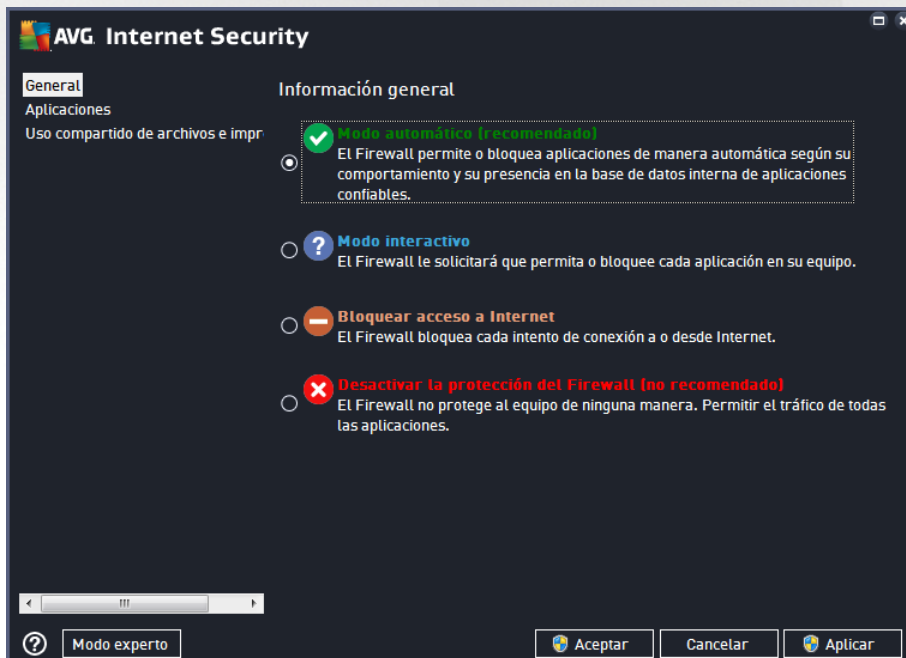 AVG Internet Security
General
Aplicaciones
Uso compartido de archivos e impr
Información general
Modo automático (recomendado)
El Firewall permite o bloquea aplicaciones de manera automática según su
comportamiento y su presencia en la base de datos interna de aplicaciones
confiables.
Modo interactivo
El Firewall le solicitará que permita o bloquee cada aplicación en su equipo.
Bloquear acceso a Internet
El Firewall bloquea cada intento de conexión a o desde Internet.
Desactivar la protección del Firewall (no recomendado)
El Firewall no protege al equipo de ninguna manera. Permitir el tráfico de todas
las aplicaciones.
Modo experto
Aceptar
Cancelar
Aplicar